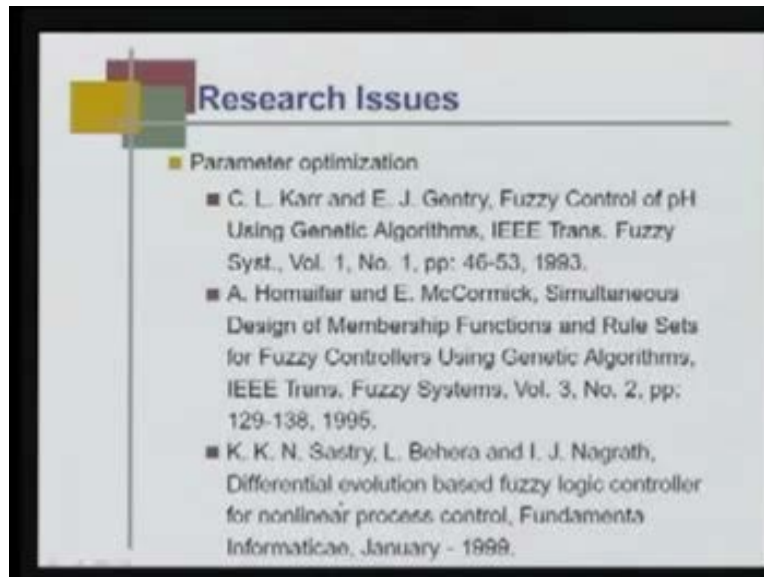 Research Issues
Parameter optimization
C. L. Karr and E. J. Gentry, Fuzzy Control of pH
Using Genetic Algorithms, IEEE Trans. Fuzzy
Syst., Vol. 1, No. 1, pp: 46-53, 1993.
A. Homaifar and E. McCormick, Simultaneous
Design of Membership Functions and Rule Sets
for Fuzzy Controllers Using Genetic Algorithms,
IEEE Trans. Fuzzy Systems, Vol. 3, No. 2, pp:
129-138, 1995.
K. K. N. Sastry, L. Behera and I. J. Nagrath,
Differential evolution based fuzzy logic controller
for nonlinear process control, Fundamenta
Informaticae, January - 1999.